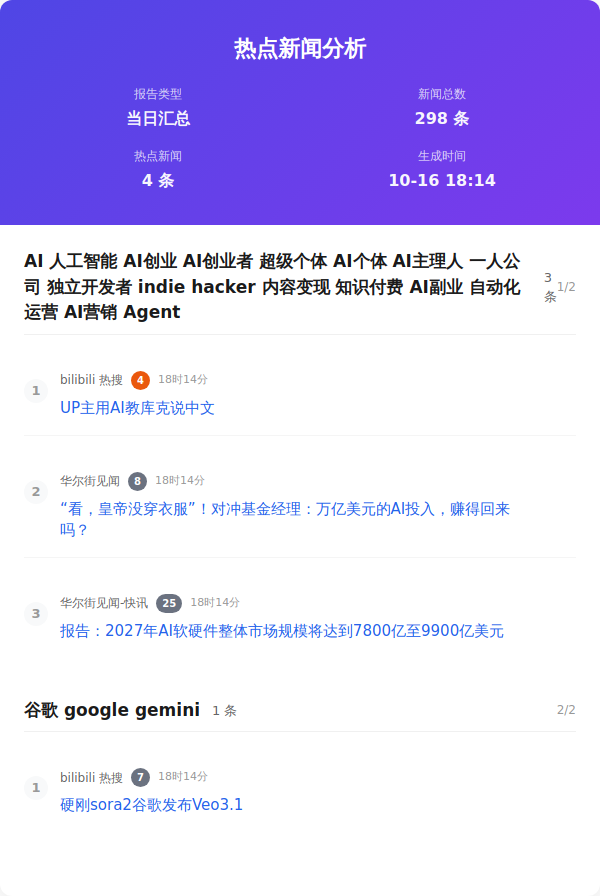 热点新闻分析
报告类型
当日汇总
新闻总数
298 条
热点新闻
4 条
生成时间
10-16 18:14
AI 人工智能 AI创业 AI创业者 超级个体 AI个体 AI主理人 一人公
司 独立开发者 indie hacker 内容变现 知识付费 AI副业 自动化
运营 AI营销 Agent
3
条
1/2
1
bilibili 热搜 4 18时14分
UP主用AI教库克说中文
2
华尔街见闻 8 18时14分
“看，皇帝没穿衣服”！对冲基金经理：万亿美元的AI投入，赚得回来
吗？
3
华尔街见闻-快讯 25 18时14分
报告：2027年AI软硬件整体市场规模将达到7800亿至9900亿美元
谷歌 google gemini 1 条 2/2
1
bilibili 热搜 7 18时14分
硬刚sora2谷歌发布Veo3.1